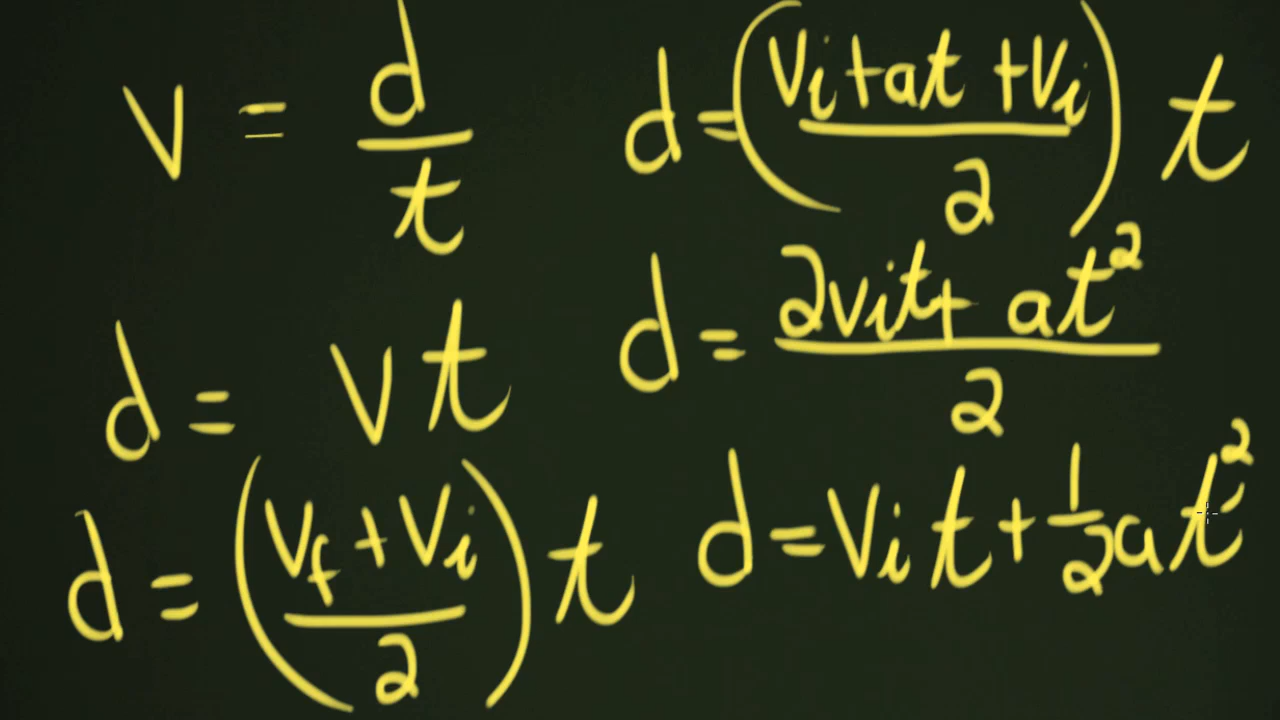 v = d/t
d = vt
d = ((vf + vi)/2) t
d = ((vi + at + vi)/2) t
d = (2vit + at²)/2
d = vit + ½at²